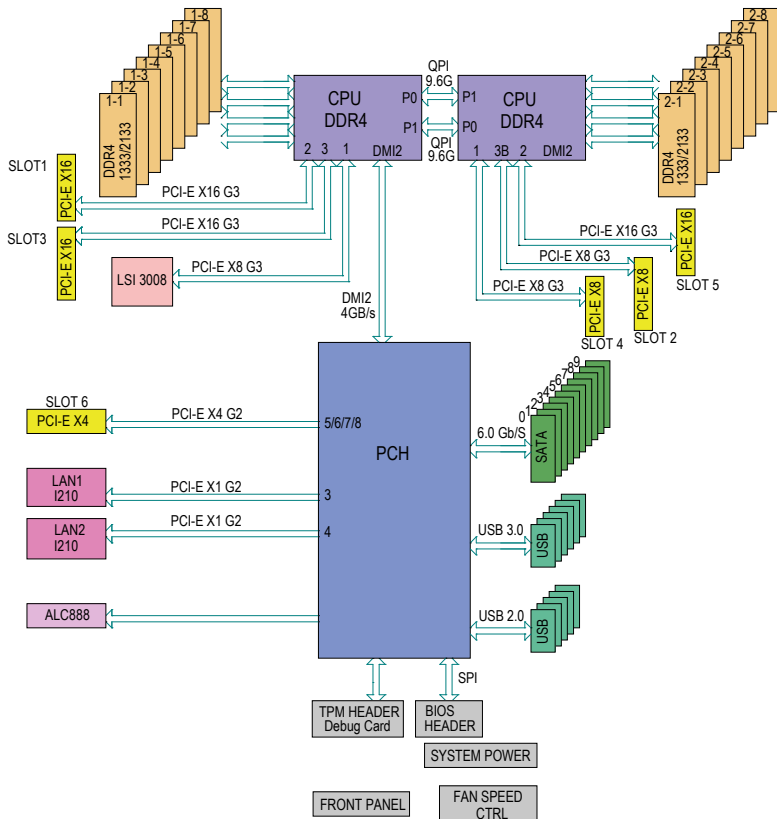 1-8
1-7
1-6
1-5
1-4
1-3
1-2
1-1
DDR4
1333/2133
CPU
DDR4
P0
P1
2 3 1 DMI2
QPI
9.6G
QPI
9.6G
CPU
DDR4
P1
P0
1 3B 2 DMI2
2-8
2-7
2-6
2-5
2-4
2-3
2-2
2-1
DDR4
1333/2133
SLOT1
PCI-E X16
PCI-E X16 G3
SLOT3
PCI-E X16
PCI-E X16 G3
LSI 3008
PCI-E X8 G3
DMI2
4GB/s
PCI-E X16 G3
PCI-E X16
SLOT 5
PCI-E X8 G3
PCI-E X8
SLOT 2
PCI-E X8 G3
PCI-E X8
SLOT 4
SLOT 6
PCI-E X4
PCI-E X4 G2
5/6/7/8
PCH
6.0 Gb/S
0 1 2 3 4 5 6 7 8 9
SATA
LAN1
I210
PCI-E X1 G2
3
LAN2
I210
PCI-E X1 G2
4
USB 3.0
USB
ALC888
USB 2.0
USB
SPI
TPM HEADER
Debug Card
BIOS
HEADER
SYSTEM POWER
FRONT PANEL
FAN SPEED
CTRL